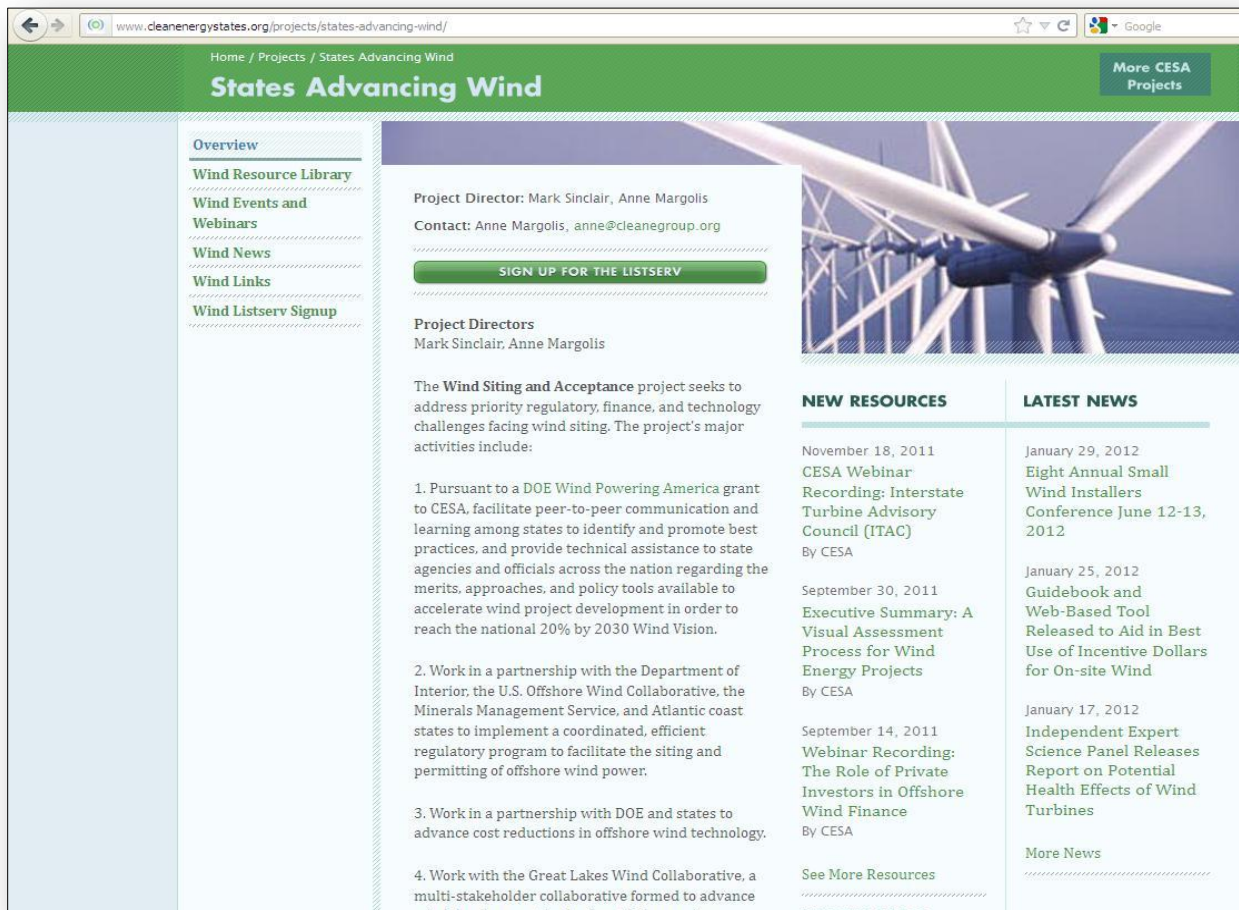 www.cleanenergystates.org/projects/states-advancing-wind/
Google
Home / Projects / States Advancing Wind
States Advancing Wind
More CESA
Projects
Overview
Wind Resource Library
Wind Events and
Webinars
Wind News
Wind Links
Wind Listserv Signup
Project Director: Mark Sinclair, Anne Margolis
Contact: Anne Margolis, anne@cleanegroup.org
SIGN UP FOR THE LISTSERV
Project Directors
Mark Sinclair, Anne Margolis
The Wind Siting and Acceptance project seeks to
address priority regulatory, finance, and technology
challenges facing wind siting. The project's major
activities include:
1. Pursuant to a DOE Wind Powering America grant
to CESA, facilitate peer-to-peer communication and
learning among states to identify and promote best
practices, and provide technical assistance to state
agencies and officials across the nation regarding the
merits, approaches, and policy tools available to
accelerate wind project development in order to
reach the national 20% by 2030 Wind Vision.
2. Work in a partnership with the Department of
Interior, the U.S. Offshore Wind Collaborative, the
Minerals Management Service, and Atlantic coast
states to implement a coordinated, efficient
regulatory program to facilitate the siting and
permitting of offshore wind power.
3. Work in a partnership with DOE and states to
advance cost reductions in offshore wind technology.
4. Work with the Great Lakes Wind Collaborative, a
multi-stakeholder collaborative formed to advance
NEW RESOURCES
November 18, 2011
CESA Webinar
Recording: Interstate
Turbine Advisory
Council (ITAC)
By CESA
September 30, 2011
Executive Summary: A
Visual Assessment
Process for Wind
Energy Projects
By CESA
September 14, 2011
Webinar Recording:
The Role of Private
Investors in Offshore
Wind Finance
By CESA
See More Resources
LATEST NEWS
January 29, 2012
Eight Annual Small
Wind Installers
Conference June 12-13,
2012
January 25, 2012
Guidebook and
Web-Based Tool
Released to Aid in Best
Use of Incentive Dollars
for On-site Wind
January 17, 2012
Independent Expert
Science Panel Releases
Report on Potential
Health Effects of Wind
Turbines
More News